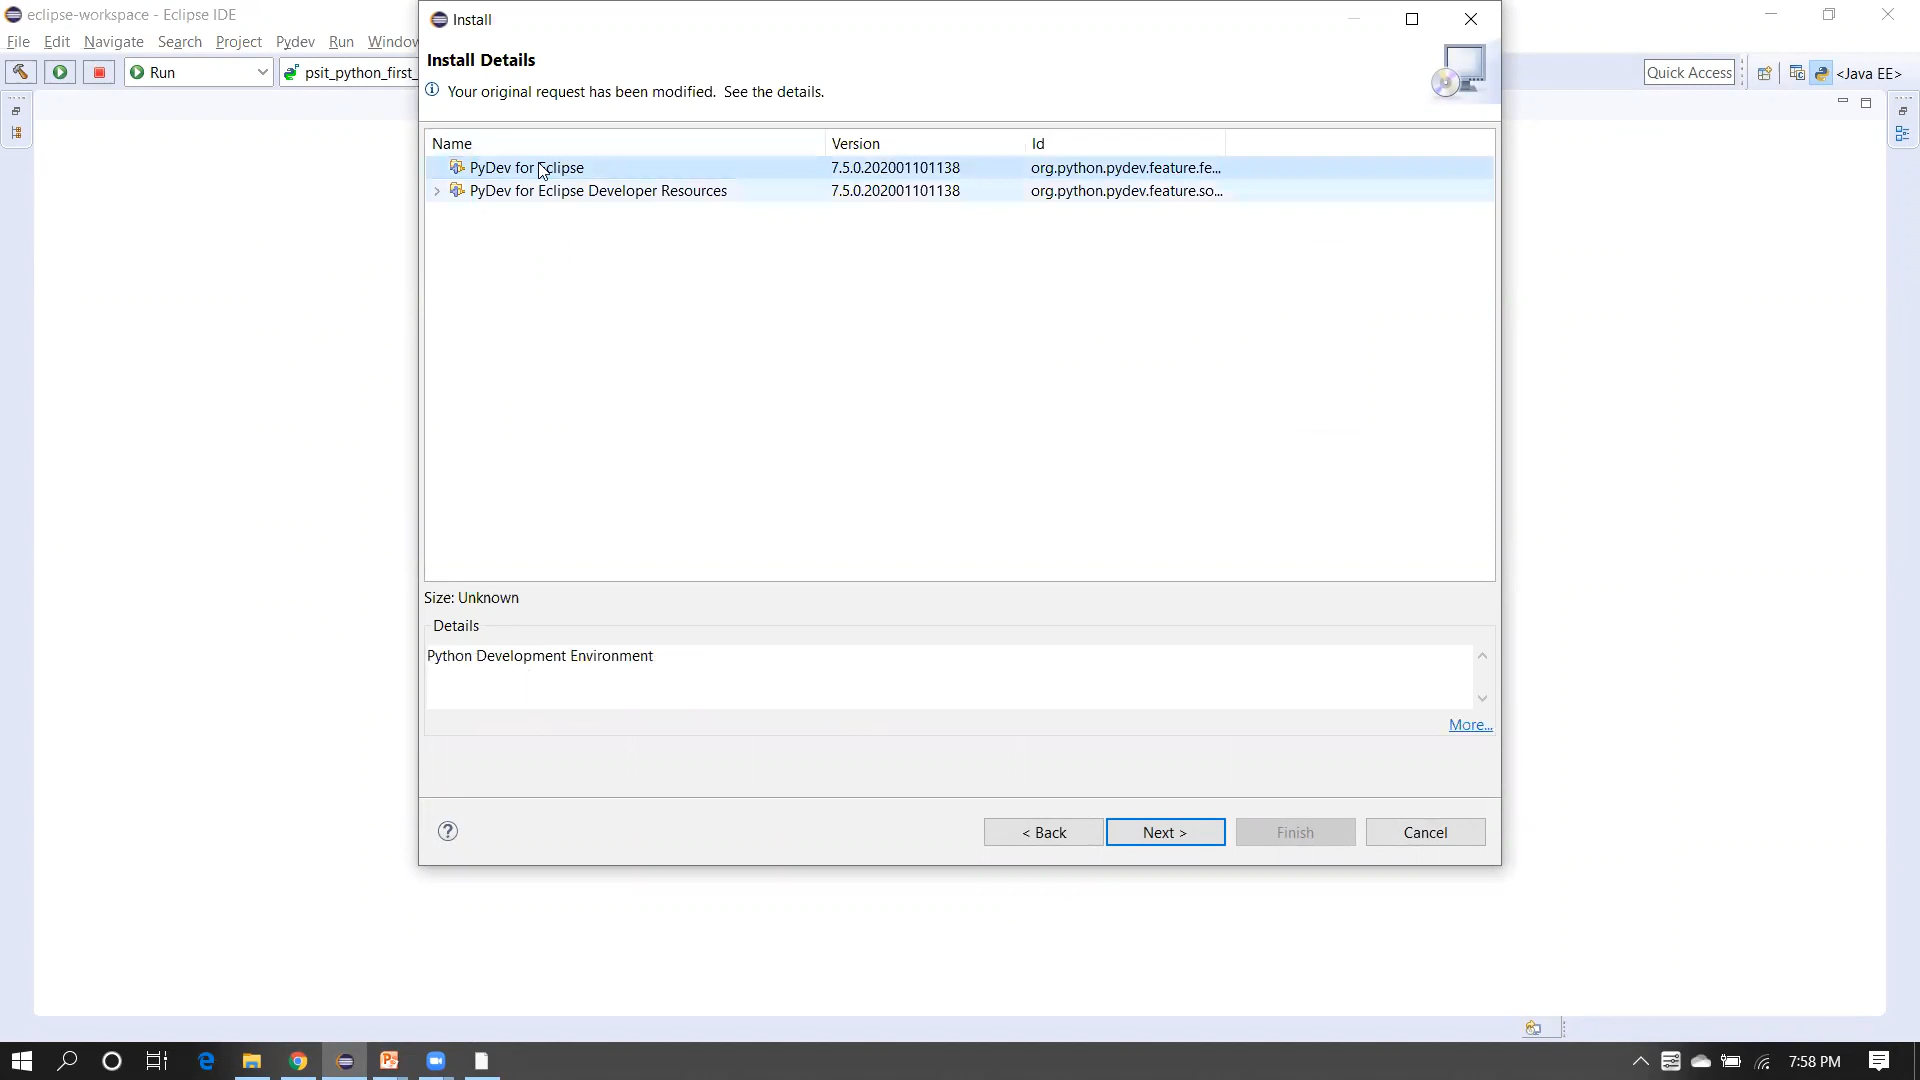 eclipse-workspace - Eclipse IDE
File Edit Navigate Search Project Pydev Run Window
Run
psit_python_first_
Quick Access
<Java EE>
Install
Install Details
Your original request has been modified. See the details.
Name Version Id
PyDev for Eclipse 7.5.0.202001101138 org.python.pydev.feature.fe...
PyDev for Eclipse Developer Resources 7.5.0.202001101138 org.python.pydev.feature.so...
Size: Unknown
Details
Python Development Environment
More...
?
< Back Next > Finish Cancel
7:58 PM